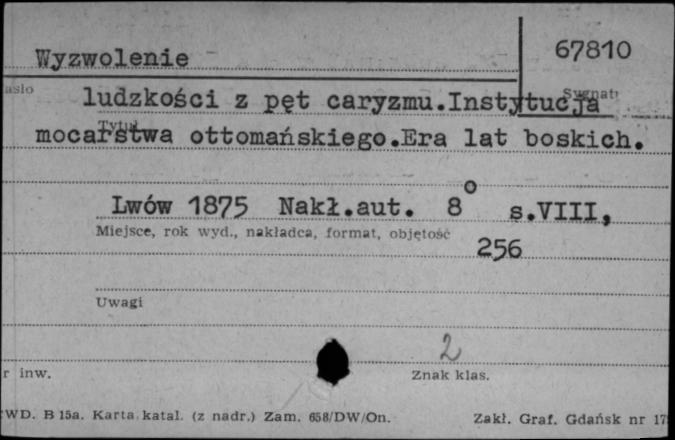 Wyzwolenie 67810
asło Sygnat:
ludzkości z pęt caryzmu.Instytucja
Tytuł
mocarstwa ottomańskiego.Era lat boskich.
Lwów 1875 Nakł.aut. 8° s.VIII,
Miejsce, rok wyd., nakładca, format, objętość
256
Uwagi
2
r inw. Znak klas.
WD. B 15a. Karta katal. (z nadr.) Zam. 658/DW/On. Zakł. Graf. Gdańsk nr 17